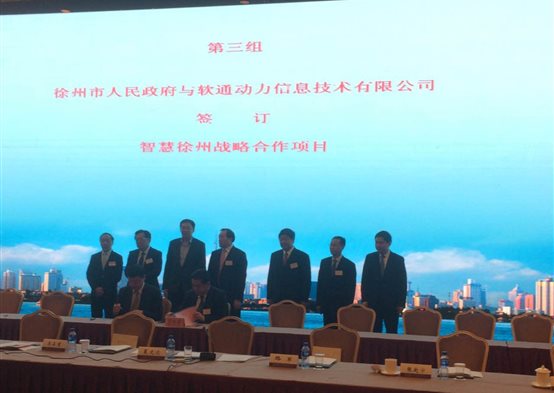 第三组
徐州市人民政府与软通动力信息技术有限公司
签 订
智慧徐州战略合作项目